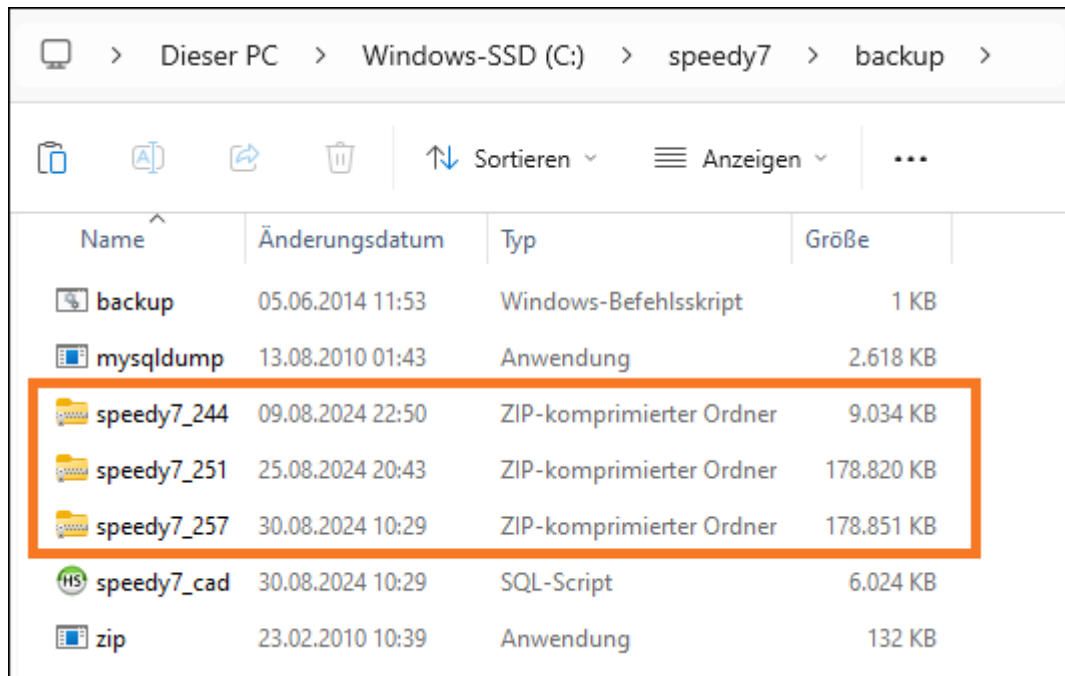 > Dieser PC > Windows-SSD (C:) > speedy7 > backup >
Sortieren Anzeigen ...
Name Änderungsdatum Typ Größe
backup 05.06.2014 11:53 Windows-Befehlsskript 1 KB
mysqldump 13.08.2010 01:43 Anwendung 2.618 KB
speedy7_244 09.08.2024 22:50 ZIP-komprimierter Ordner 9.034 KB
speedy7_251 25.08.2024 20:43 ZIP-komprimierter Ordner 178.820 KB
speedy7_257 30.08.2024 10:29 ZIP-komprimierter Ordner 178.851 KB
HS speedy7_cad 30.08.2024 10:29 SQL-Script 6.024 KB
zip 23.02.2010 10:39 Anwendung 132 KB